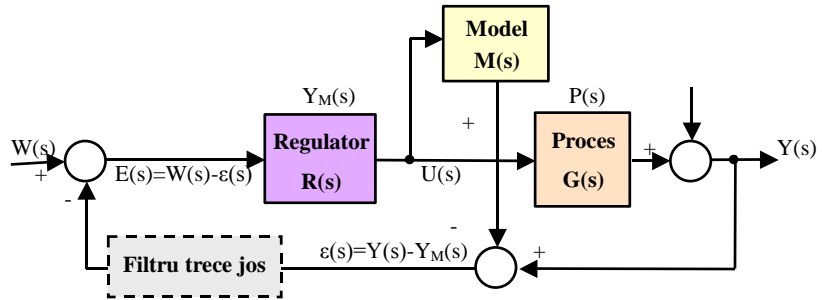 Model
M(s)
Y_M(s)
P(s)
+
W(s)
+
Regulator
R(s)
Proces
G(s)
+
Y(s)
E(s)=W(s)-ε(s)
U(s)
-
-
Filtru trece jos
ε(s)=Y(s)-Y_M(s)
+